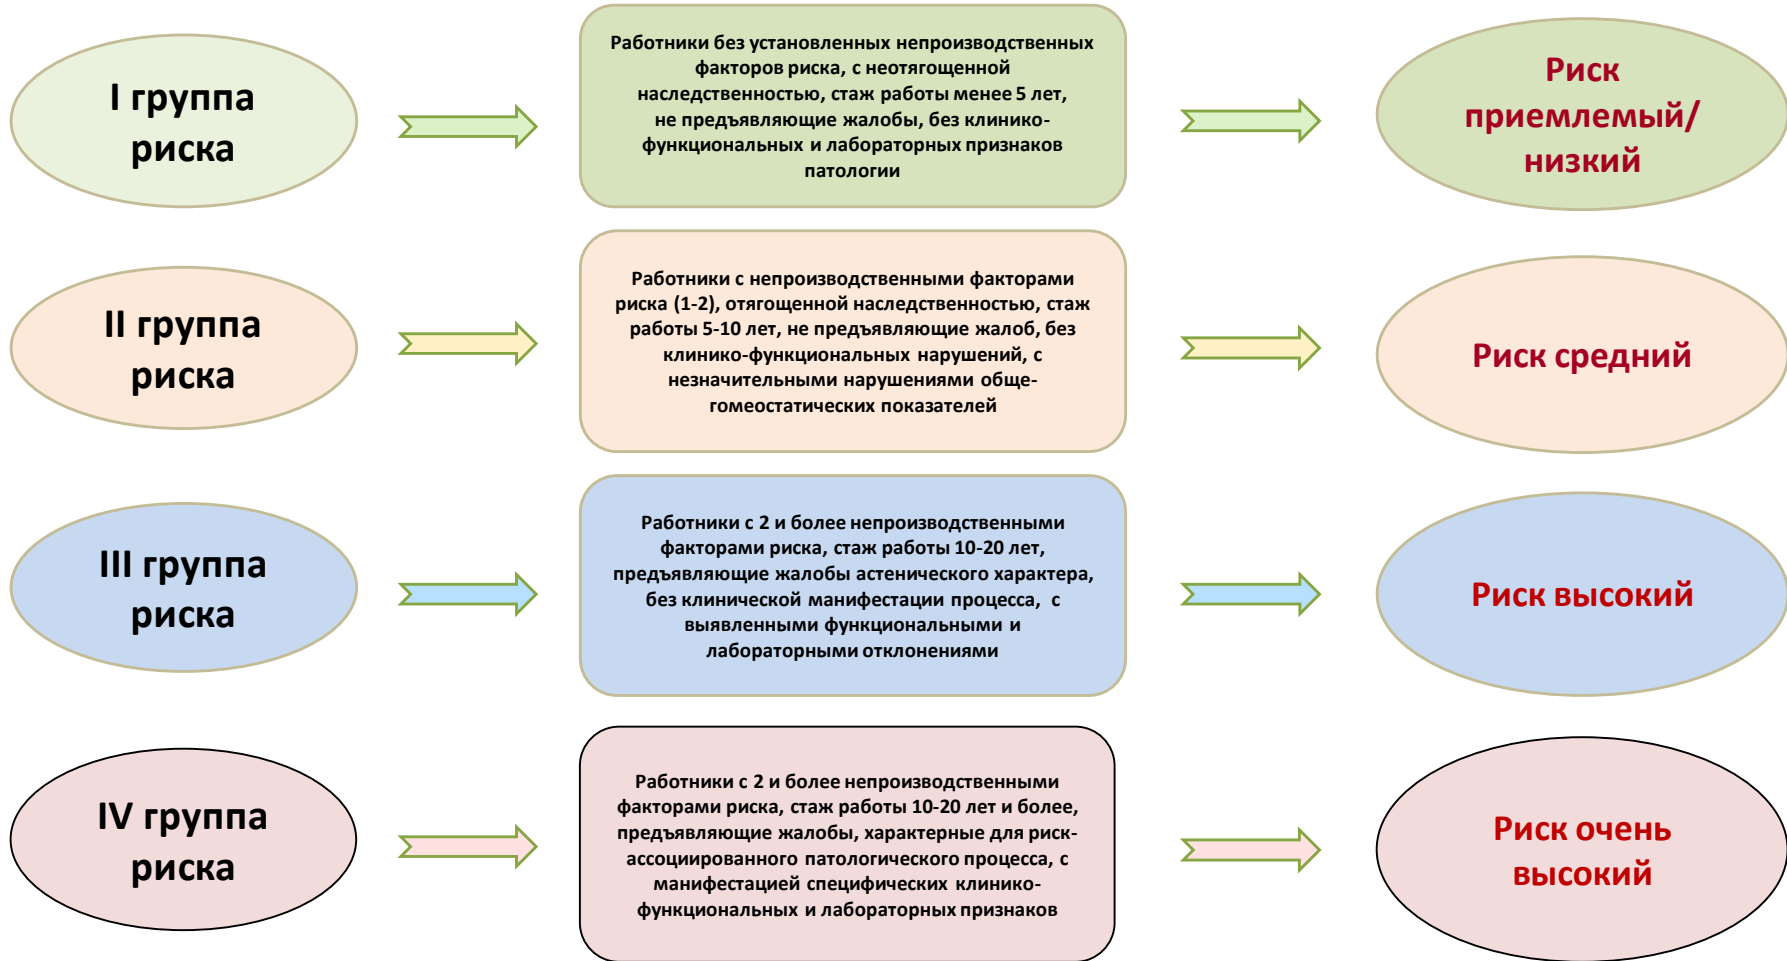 I группа
риска
Работники без установленных непроизводственных
факторов риска, с неотягощенной
наследственностью, стаж работы менее 5 лет,
не предъявляющие жалобы, без клинико-
функциональных и лабораторных признаков
патологии
Риск
приемлемый/
низкий
II группа
риска
Работники с непроизводственными факторами
риска (1-2), отягощенной наследственностью, стаж
работы 5-10 лет, не предъявляющие жалоб, без
клинико-функциональных нарушений, с
незначительными нарушениями обще-
гомеостатических показателей
Риск средний
III группа
риска
Работники с 2 и более непроизводственными
факторами риска, стаж работы 10-20 лет,
предъявляющие жалобы астенического характера,
без клинической манифестации процесса, с
выявленными функциональными и
лабораторными отклонениями
Риск высокий
IV группа
риска
Работники с 2 и более непроизводственными
факторами риска, стаж работы 10-20 лет и более,
предъявляющие жалобы, характерные для риск-
ассоциированного патологического процесса, с
манифестацией специфических клинико-
функциональных и лабораторных признаков
Риск очень
высокий